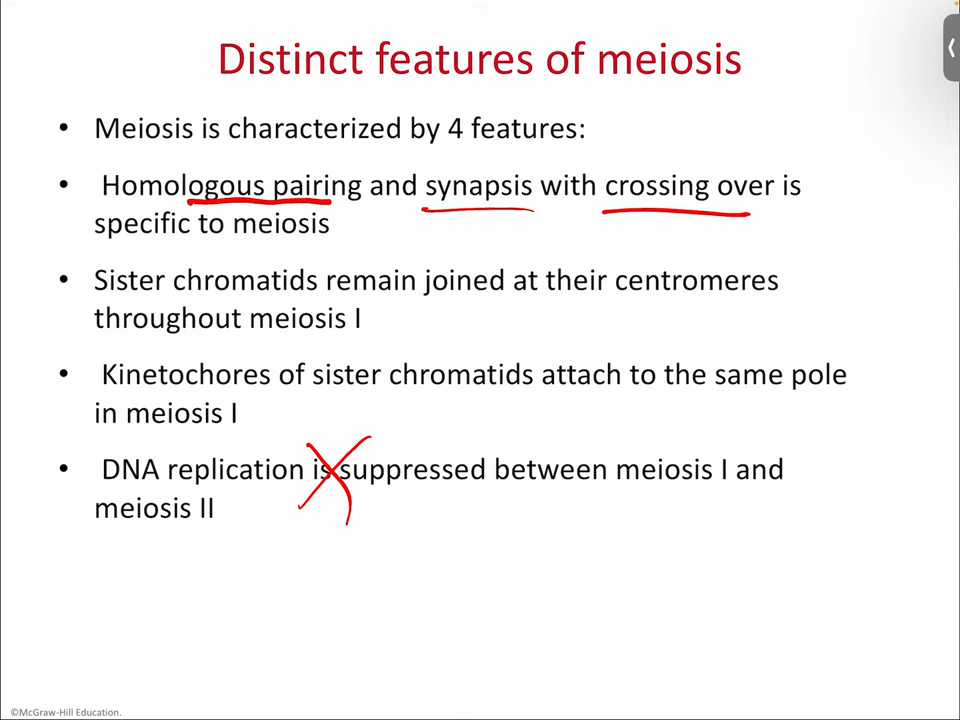 Distinct features of meiosis
• Meiosis is characterized by 4 features:
• Homologous pairing and synapsis with crossing over is
specific to meiosis
• Sister chromatids remain joined at their centromeres
throughout meiosis I
• Kinetochores of sister chromatids attach to the same pole
in meiosis I
• DNA replication is suppressed between meiosis I and
meiosis II
©McGraw-Hill Education.